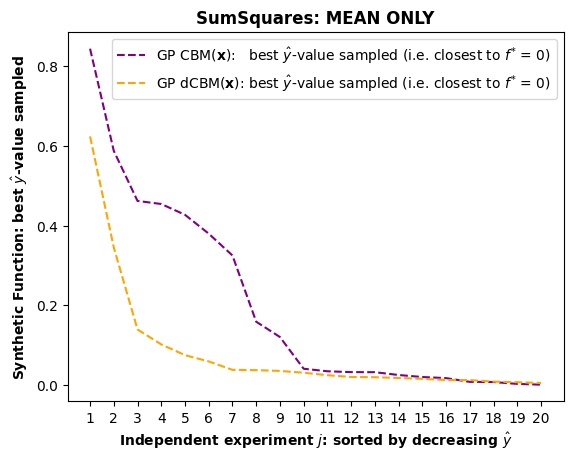 SumSquares: MEAN ONLY
GP CBM(x): best ŷ-value sampled (i.e. closest to f* = 0)
GP dCBM(x): best ŷ-value sampled (i.e. closest to f* = 0)
Synthetic Function: best ŷ-value sampled
0.8
0.6
0.4
0.2
0.0
1 2 3 4 5 6 7 8 9 10 11 12 13 14 15 16 17 18 19 20
Independent experiment j: sorted by decreasing ŷ